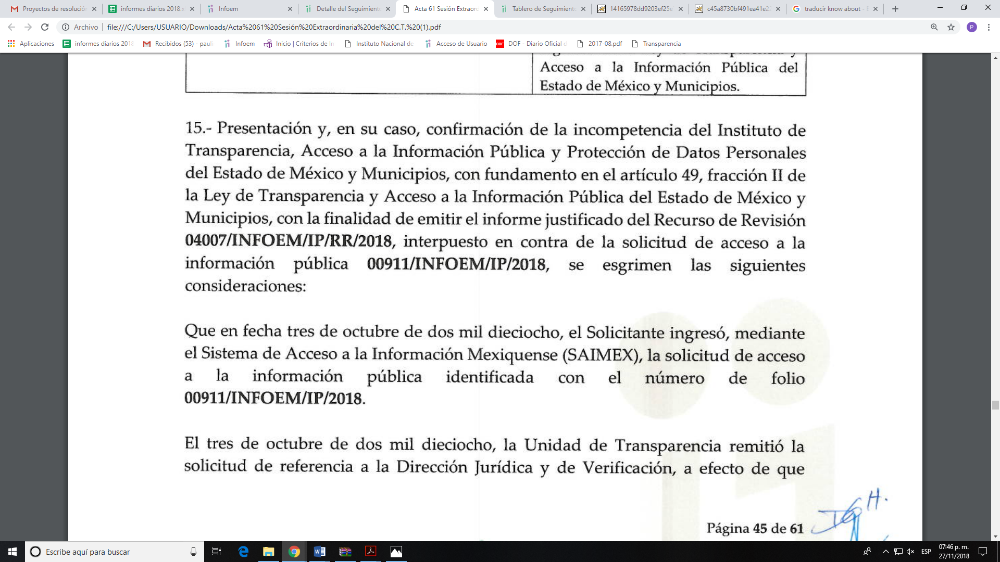 Proyectos de resolución
informes diarios 2018.x
Infoem
Detalle del Seguimiento
Acta 61 Sesión Extraord
Tablero de Seguimiento
14165978dd9203ef25e
c45a8730bf491ea41e2
traducir know about -
Archivo
file:///C:/Users/USUARIO/Downloads/Acta%2061%20Sesión%20Extraordinaria%20del%20C.T.%20(1).pdf
P
Aplicaciones
informes diarios 2018
Recibidos (53) - pauli
Infoem
Inicio | Criterios de In
Instituto Nacional de
Acceso de Usuario
DOF - Diario Oficial d
2017-08.pdf
Transparencia
Acceso a la Información Pública del
Estado de México y Municipios.
15.- Presentación y, en su caso, confirmación de la incompetencia del Instituto de
Transparencia, Acceso a la Información Pública y Protección de Datos Personales
del Estado de México y Municipios, con fundamento en el artículo 49, fracción II de
la Ley de Transparencia y Acceso a la Información Pública del Estado de México y
Municipios, con la finalidad de emitir el informe justificado del Recurso de Revisión
04007/INFOEM/IP/RR/2018, interpuesto en contra de la solicitud de acceso a la
información pública 00911/INFOEM/IP/2018, se esgrimen las siguientes
consideraciones:
Que en fecha tres de octubre de dos mil dieciocho, el Solicitante ingresó, mediante
el Sistema de Acceso a la Información Mexiquense (SAIMEX), la solicitud de acceso
a la información pública identificada con el número de folio
00911/INFOEM/IP/2018.
El tres de octubre de dos mil dieciocho, la Unidad de Transparencia remitió la
solicitud de referencia a la Dirección Jurídica y de Verificación, a efecto de que
Página 45 de 61
Escribe aquí para buscar
ESP
07:46 p. m.
27/11/2018